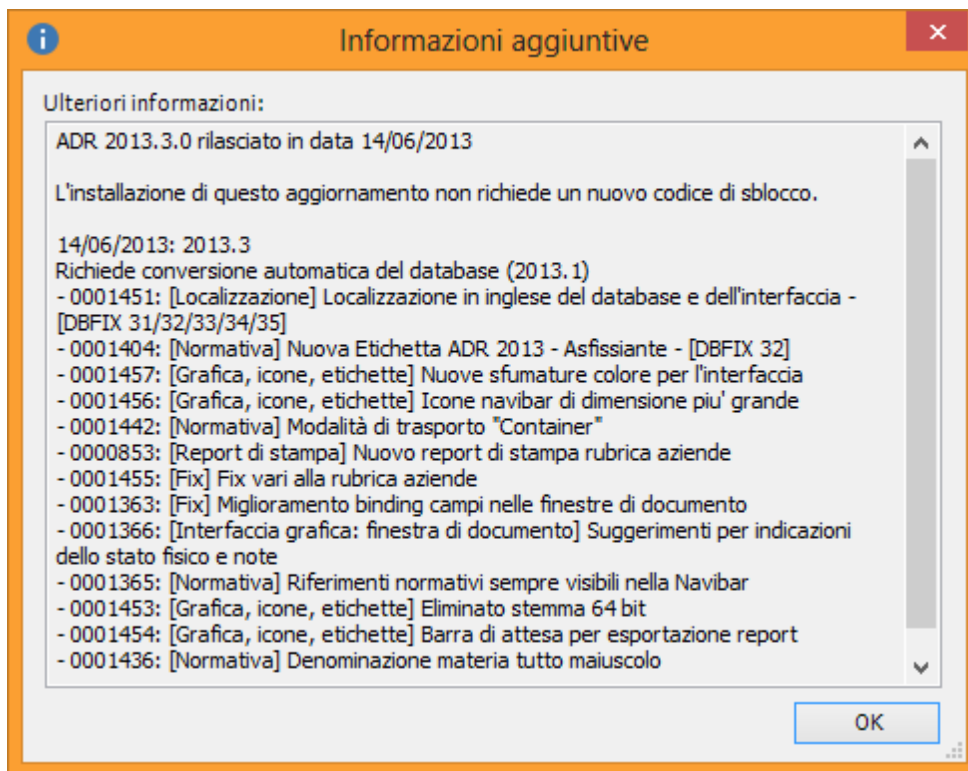 Informazioni aggiuntive
Ulteriori informazioni:
ADR 2013.3.0 rilasciato in data 14/06/2013
L'installazione di questo aggiornamento non richiede un nuovo codice di sblocco.
14/06/2013: 2013.3
Richiede conversione automatica del database (2013.1)
- 0001451: [Localizzazione] Localizzazione in inglese del database e dell'interfaccia -
[DBFIX 31/32/33/34/35]
- 0001404: [Normativa] Nuova Etichetta ADR 2013 - Asfissiante - [DBFIX 32]
- 0001457: [Grafica, icone, etichette] Nuove sfumature colore per l'interfaccia
- 0001456: [Grafica, icone, etichette] Icone navibar di dimensione piu' grande
- 0001442: [Normativa] Modalità di trasporto "Container"
- 0000853: [Report di stampa] Nuovo report di stampa rubrica aziende
- 0001455: [Fix] Fix vari alla rubrica aziende
- 0001363: [Fix] Miglioramento binding campi nelle finestre di documento
- 0001366: [Interfaccia grafica: finestra di documento] Suggerimenti per indicazioni
dello stato fisico e note
- 0001365: [Normativa] Riferimenti normativi sempre visibili nella Navibar
- 0001453: [Grafica, icone, etichette] Eliminato stemma 64 bit
- 0001454: [Grafica, icone, etichette] Barra di attesa per esportazione report
- 0001436: [Normativa] Denominazione materia tutto maiuscolo
OK